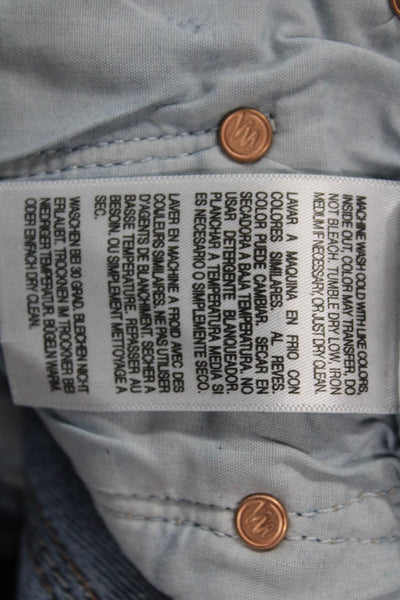 MACHINE WASH COLD WITH LIKE COLORS,
INSIDE OUT. COLOR MAY TRANSFER, DO
NOT BLEACH. TUMBLE DRY LOW, IRON
MEDIUM IF NECESSARY, OR JUST DRY CLEAN.
LAVAR A MAQUINA EN FRIO CON
COLORES SIMILARES, AL REVES.
COLOR PUEDE CAMBIAR. SECAR EN
SECADORA A BAJA TEMPERATURA, NO
USAR DETERGENTE BLANQUEADOR.
PLANCHAR A TEMPERATURA MEDIA, SI
ES NECESARIO O SIMPLEMENTE SECO.
LAVER EN MACHINE A FROID AVEC DES
COULEURS SIMILAIRES, NE PAS UTILISER
D'AGENTS DE BLANCHIMENT. SECHER A
BASSE TEMPERATURE. REPASSER AU
BESOIN. OU SIMPLEMENT NETTOYAGE A
SEC.
WASCHEN BEI 30 GRAD, BLEICHEN NICHT
ERLAUBT. TROCKNEN IM TROCKNER BEI
NIEDRIGER TEMPERATUR. BÜGELN WARM,
ODER EINFACH DRY CLEAN.